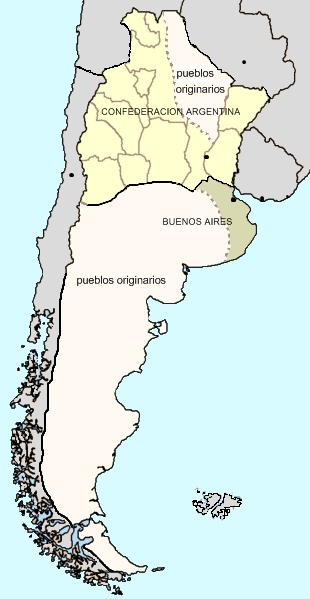 pueblos
originarios
CONFEDERACION ARGENTINA
BUENOS AIRES
pueblos originarios